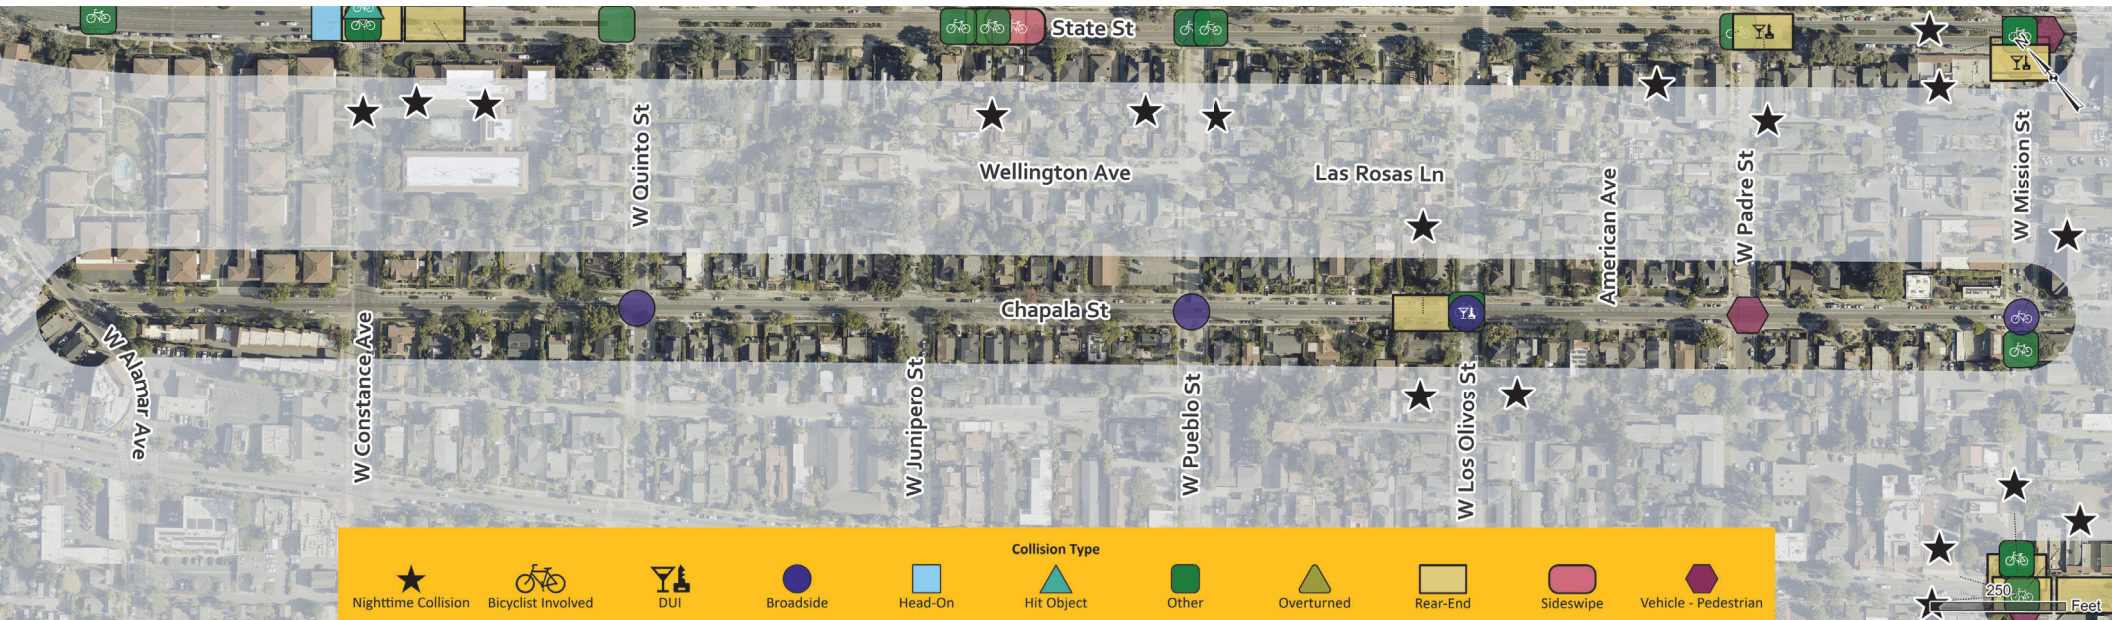 State St
N
W Quinto St
Wellington Ave
Las Rosas Ln
American Ave
W Padre St
W Mission St
Chapala St
W Alamar Ave
W Constance Ave
W Junipero St
W Pueblo St
W Los Olivos St
Collision Type
Nighttime Collision
Bicyclist Involved
DUI
Broadside
Head-On
Hit Object
Other
Overturned
Rear-End
Sideswipe
Vehicle - Pedestrian
250
Feet